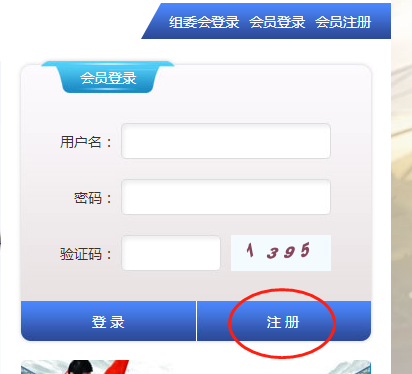 组委会登录 会员登录 会员注册
会员登录
用户名：
密码：
验证码： 1395
登 录 注 册